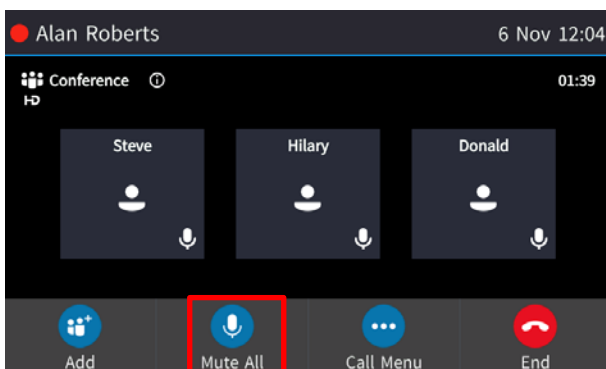 Alan Roberts 6 Nov 12:04
Conference 01:39
HD
Steve Hilary Donald
Add Mute All Call Menu End